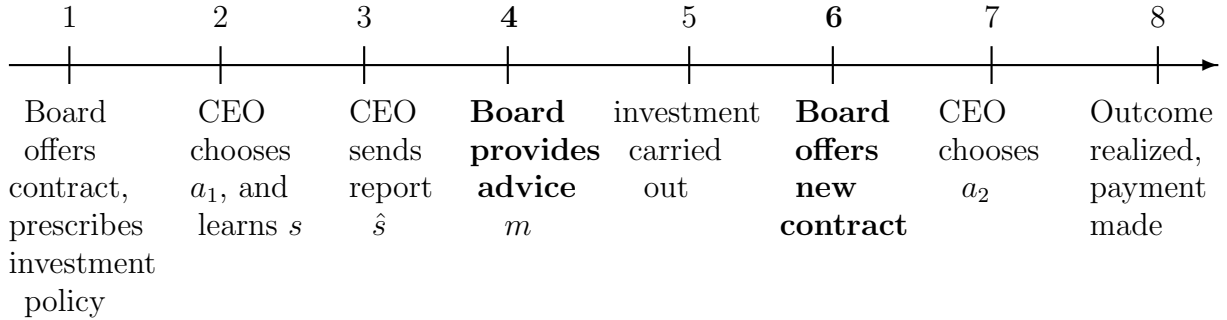 1 2 3 4 5 6 7 8
Board CEO CEO Board investment Board CEO Outcome
offers chooses sends provides carried offers chooses realized,
contract, a₁, and report advice out new a₂ payment
prescribes learns s ŝ m contract made
investment
policy